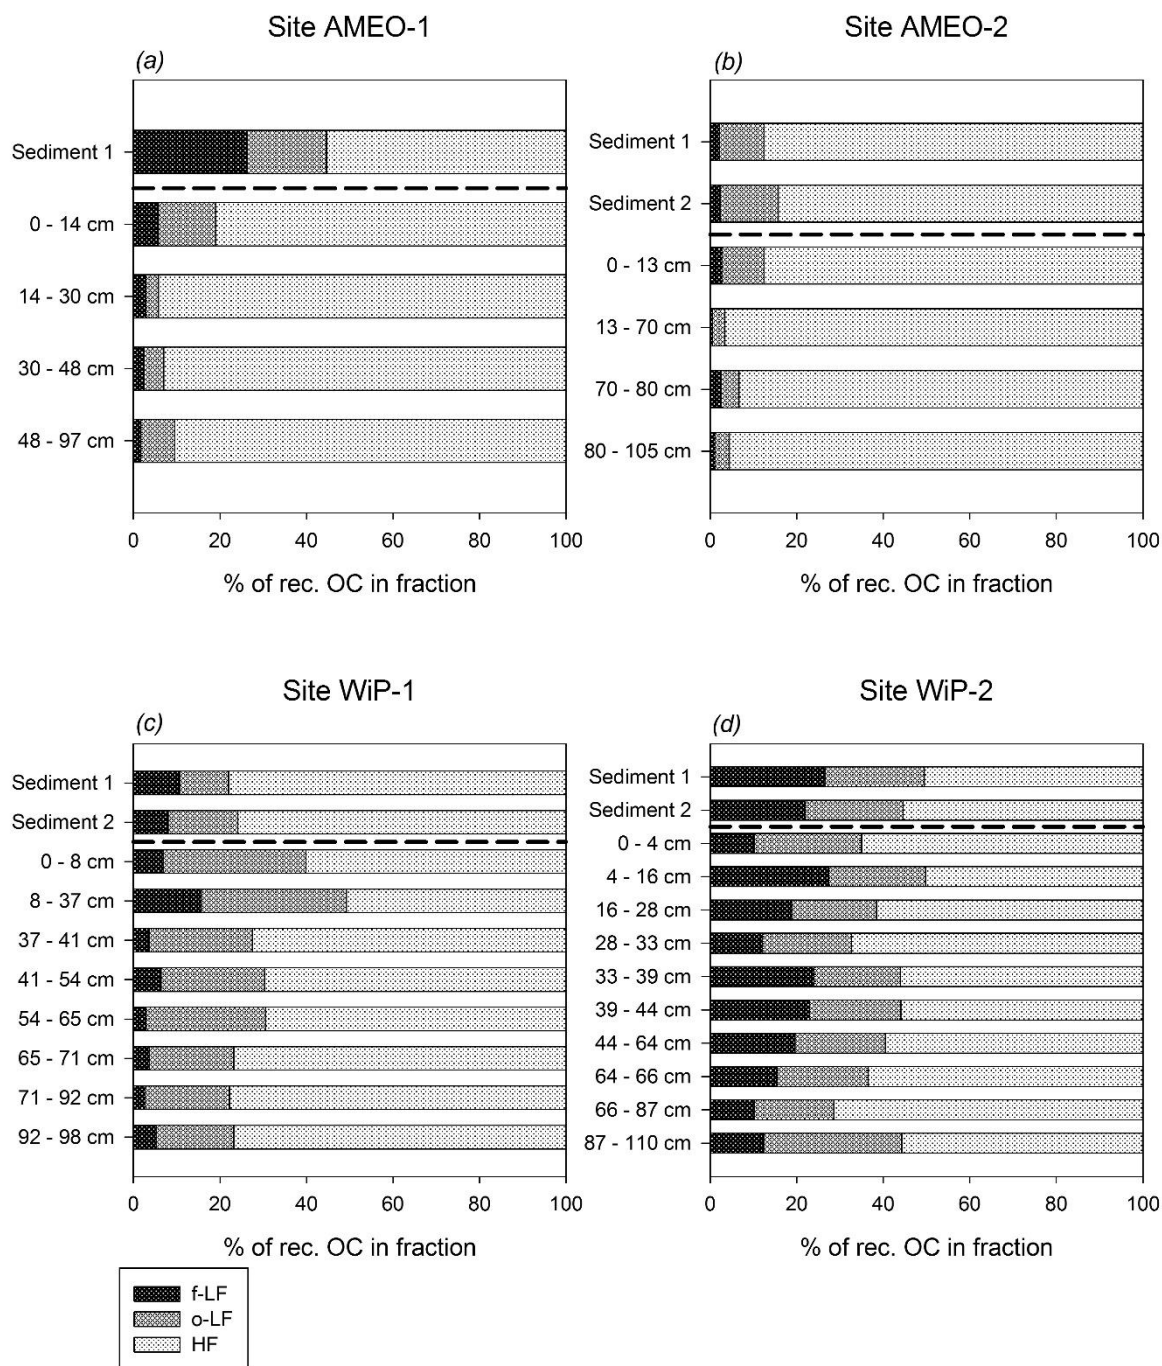 Site AMEO-1
(a)
Sediment 1
0 - 14 cm
14 - 30 cm
30 - 48 cm
48 - 97 cm
0 20 40 60 80 100
% of rec. OC in fraction
Site AMEO-2
(b)
Sediment 1
Sediment 2
0 - 13 cm
13 - 70 cm
70 - 80 cm
80 - 105 cm
0 20 40 60 80 100
% of rec. OC in fraction
Site WiP-1
(c)
Sediment 1
Sediment 2
0 - 8 cm
8 - 37 cm
37 - 41 cm
41 - 54 cm
54 - 65 cm
65 - 71 cm
71 - 92 cm
92 - 98 cm
0 20 40 60 80 100
% of rec. OC in fraction
Site WiP-2
(d)
Sediment 1
Sediment 2
0 - 4 cm
4 - 16 cm
16 - 28 cm
28 - 33 cm
33 - 39 cm
39 - 44 cm
44 - 64 cm
64 - 66 cm
66 - 87 cm
87 - 110 cm
0 20 40 60 80 100
% of rec. OC in fraction
f-LF
o-LF
HF